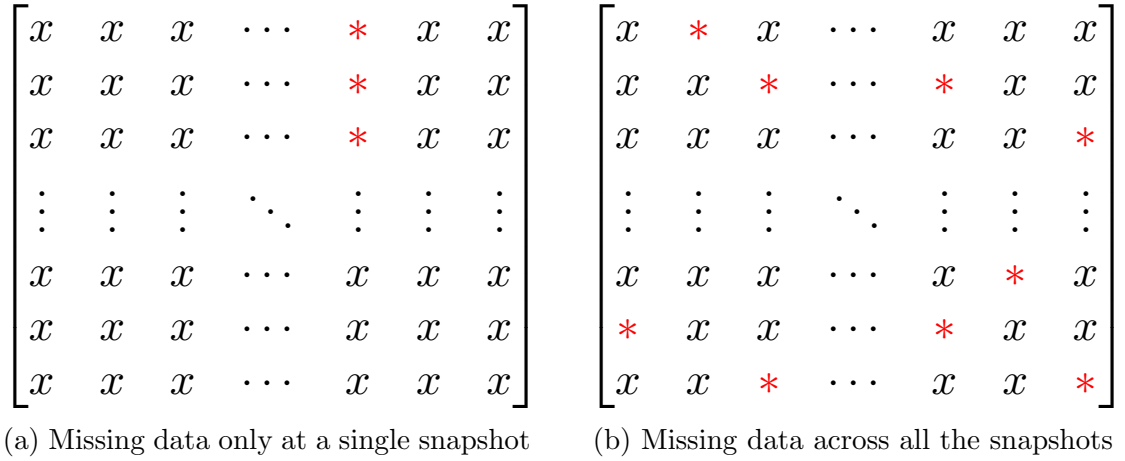 x x x ⋯ * x x
x x x ⋯ * x x
x x x ⋯ * x x
⋮ ⋮ ⋮ ⋱ ⋮ ⋮ ⋮
x x x ⋯ x x x
x x x ⋯ x x x
x x x ⋯ x x x
(a) Missing data only at a single snapshot
x * x ⋯ x x x
x x * ⋯ * x x
x x x ⋯ x x *
⋮ ⋮ ⋮ ⋱ ⋮ ⋮ ⋮
x x x ⋯ x * x
* x x ⋯ * x x
x x * ⋯ x x *
(b) Missing data across all the snapshots